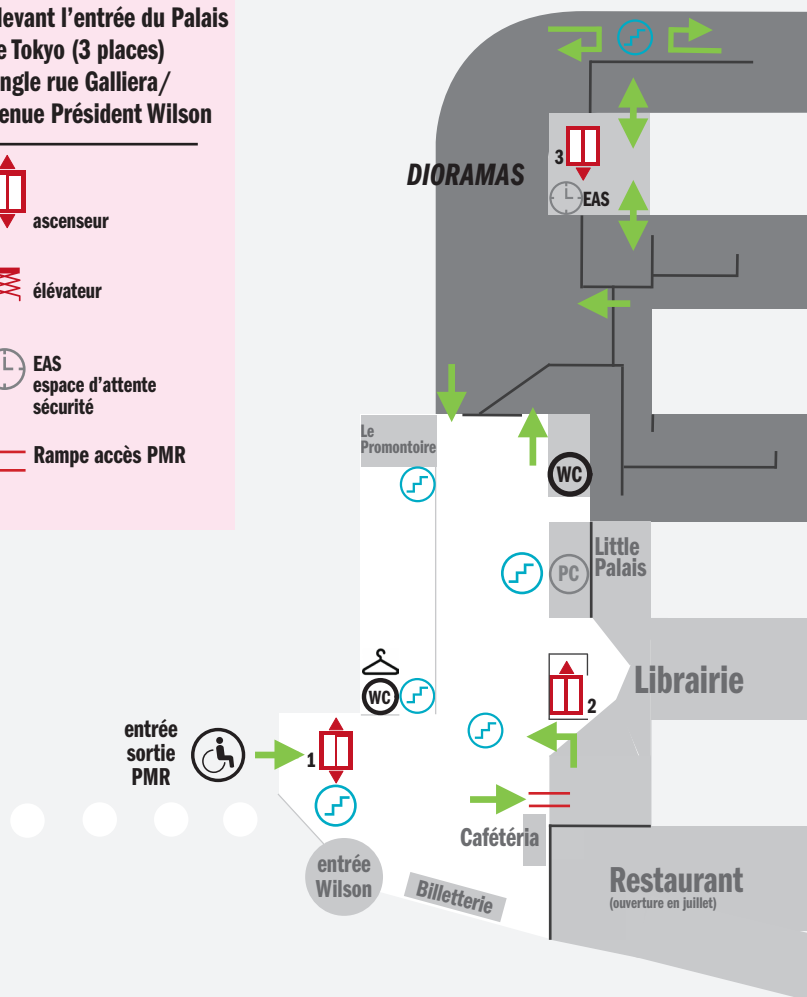 levant l'entrée du Palais
e Tokyo (3 places)
ngle rue Galliera/
enue Président Wilson
ascenseur
élévateur
EAS
espace d'attente
sécurité
Rampe accès PMR
DIORAMAS
3
EAS
Le
Promontoire
WC
PC
Little
Palais
Librairie
WC
2
entrée
sortie
PMR
1
Cafétéria
entrée
Wilson
Billetterie
Restaurant
(ouverture en juillet)